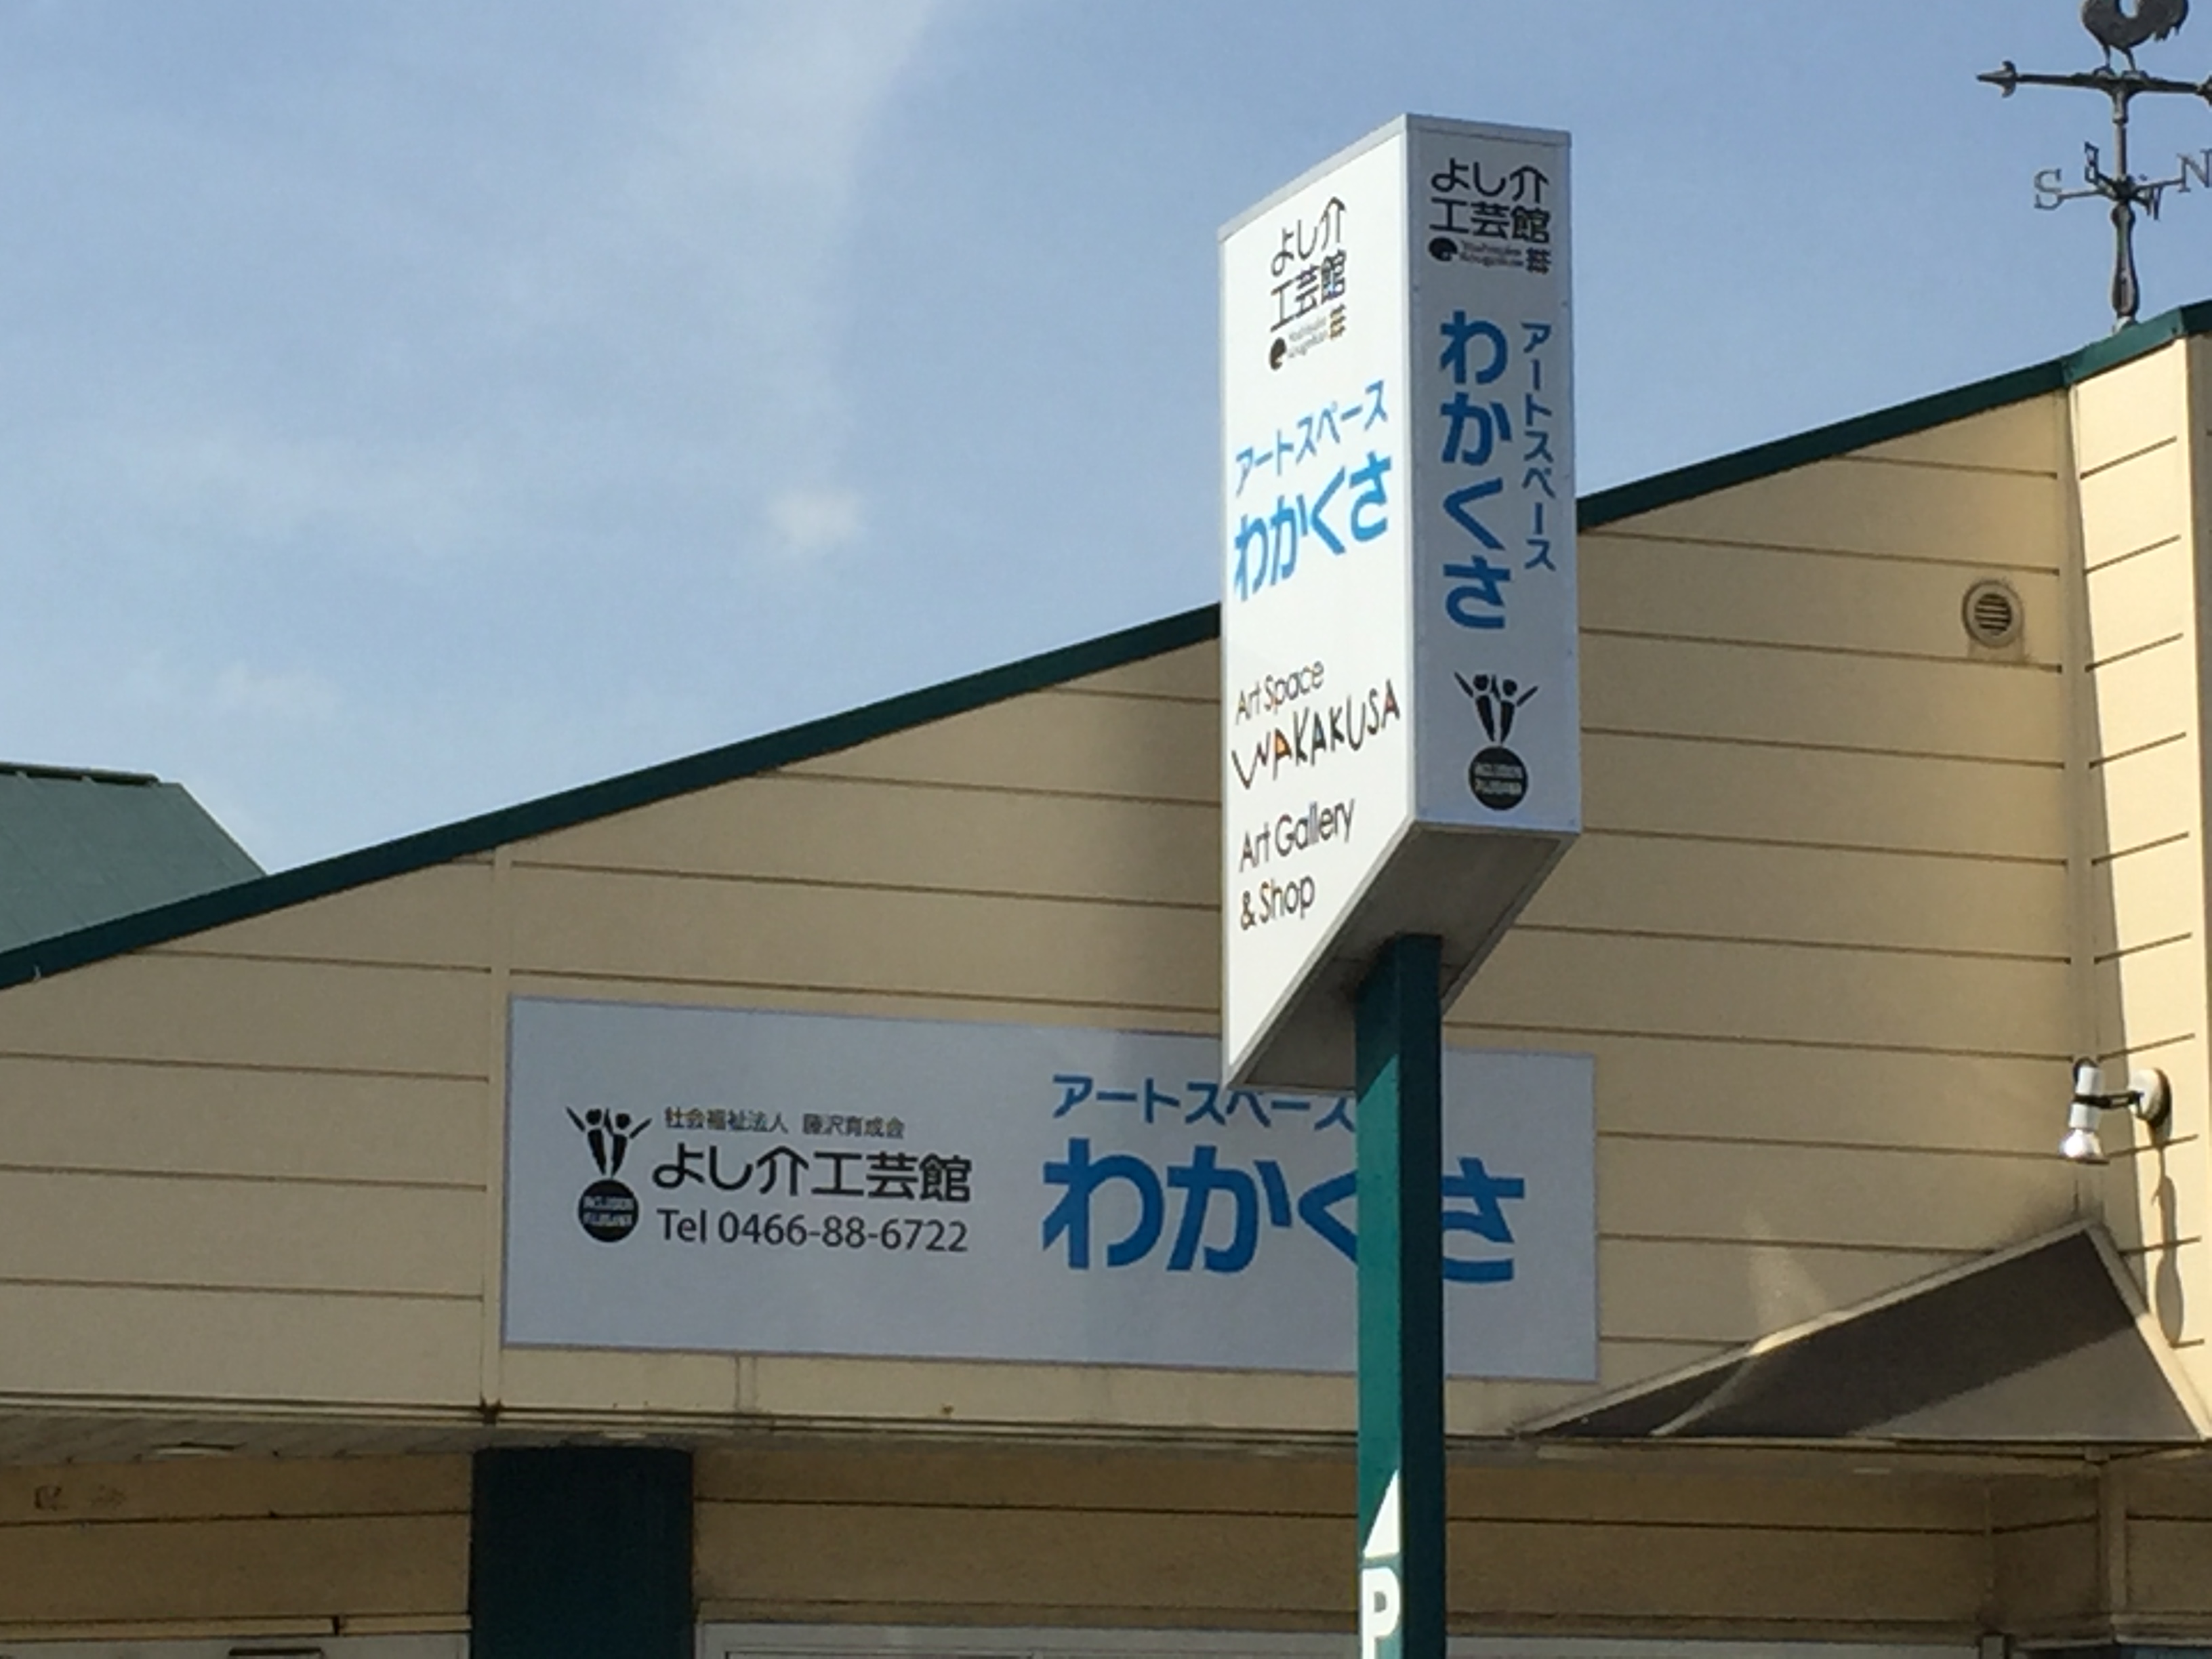 よし介
工芸館
アートスペース
わかくさ
Art Space
WAKAKUSA
Art Gallery
& Shop
よし介
工芸館
アートスペース
わかくさ
社会福祉法人 藤沢育成会
よし介工芸館
Tel 0466-88-6722
アートスペース
わかくさ
P
S
E
W
N